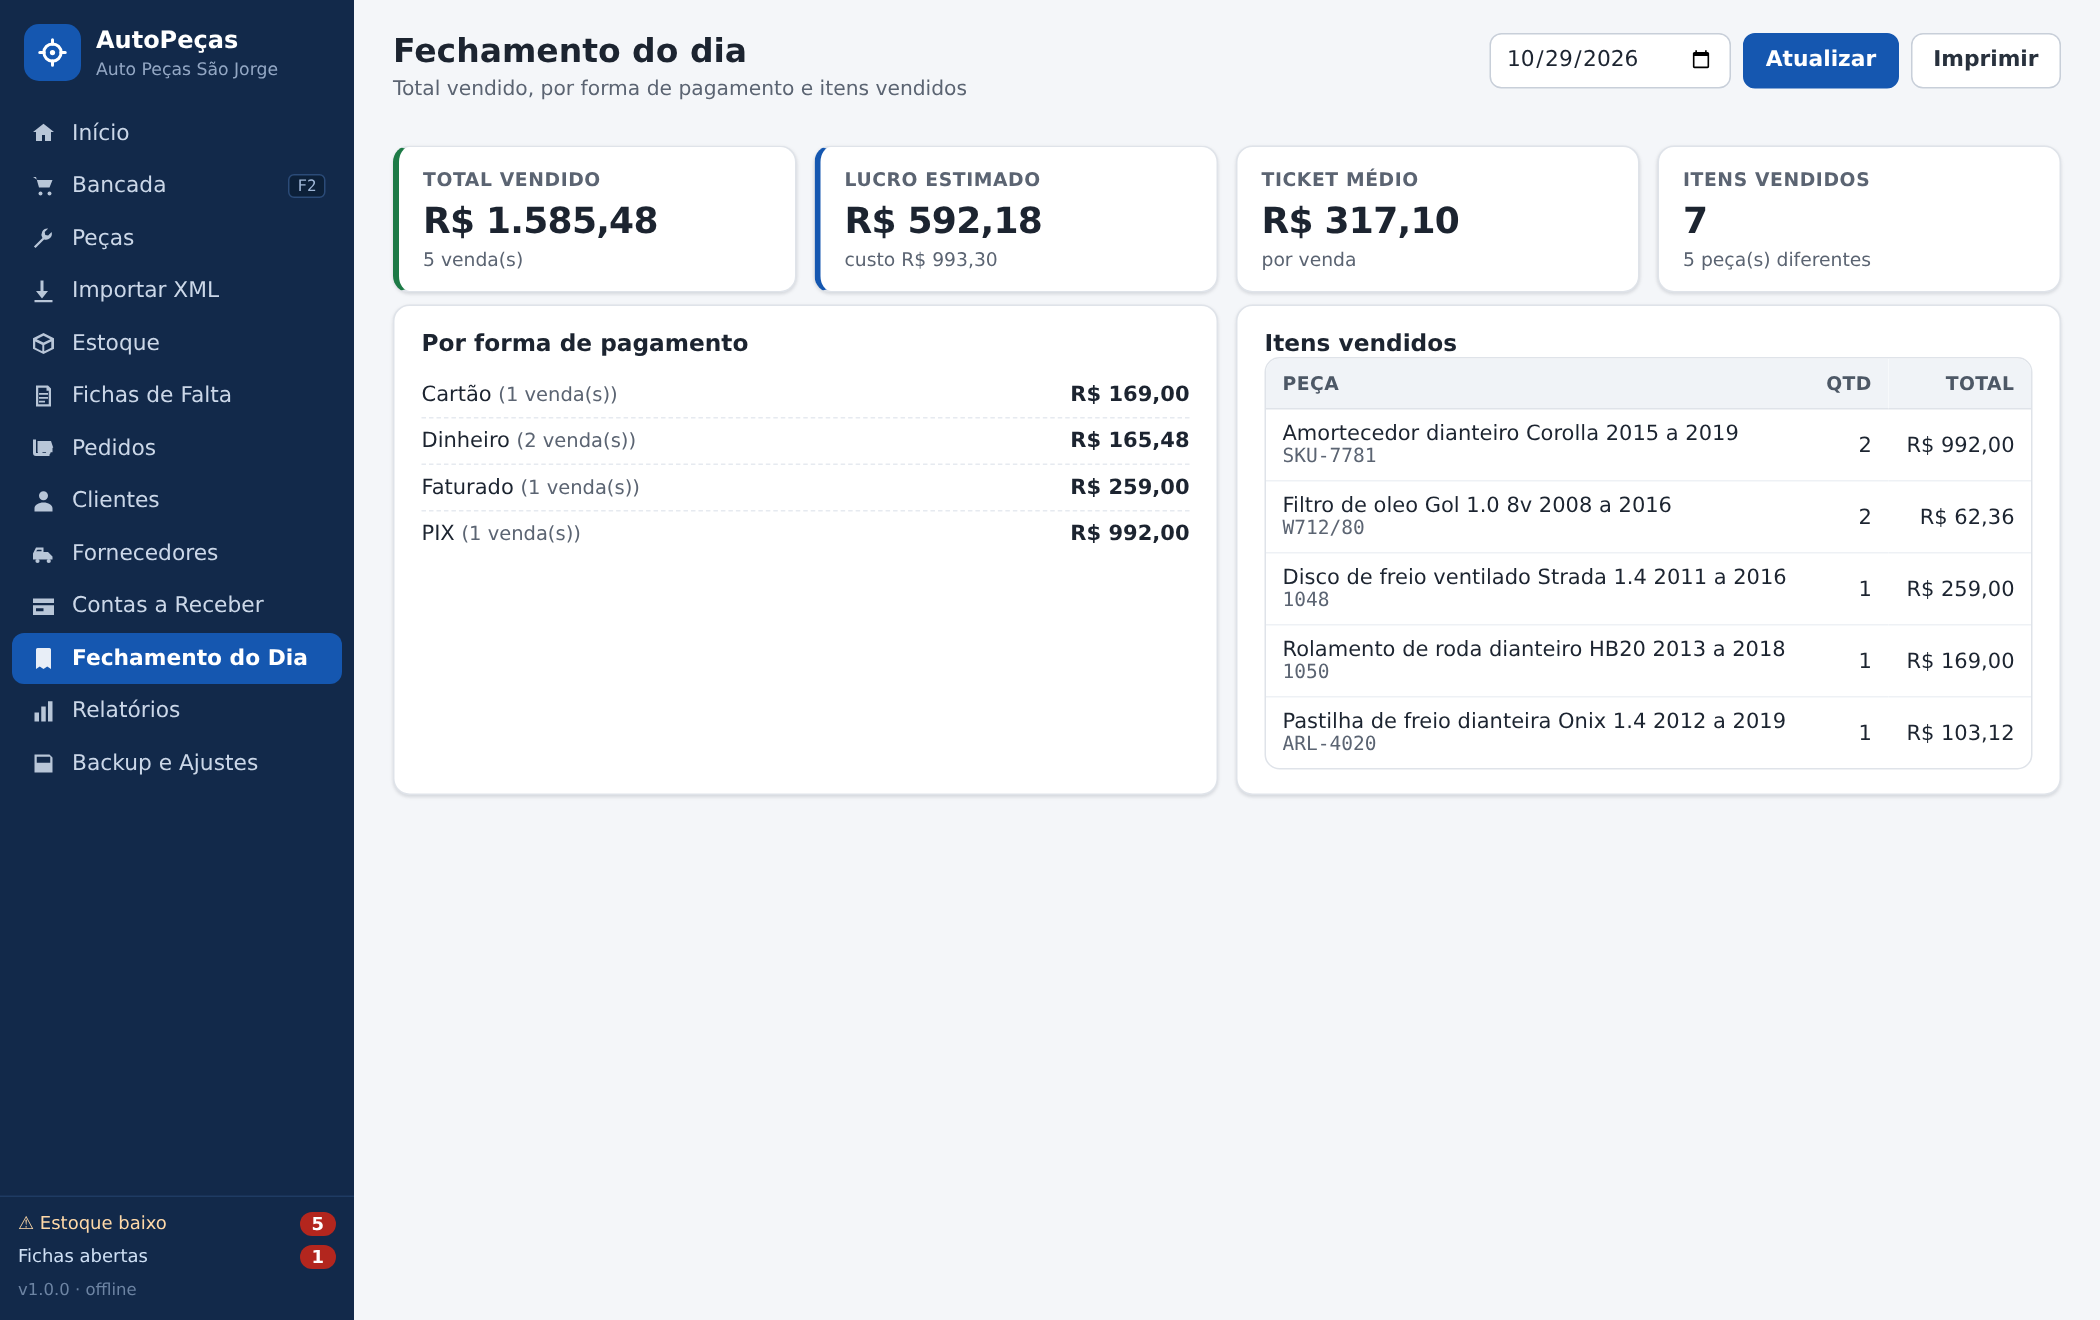 AutoPeças
Auto Peças São Jorge
Início
Bancada F2
Peças
Importar XML
Estoque
Fichas de Falta
Pedidos
Clientes
Fornecedores
Contas a Receber
Fechamento do Dia
Relatórios
Backup e Ajustes
⚠ Estoque baixo 5
Fichas abertas 1
v1.0.0 · offline
Fechamento do dia
Total vendido, por forma de pagamento e itens vendidos
10/29/2026
Atualizar
Imprimir
TOTAL VENDIDO
R$ 1.585,48
5 venda(s)
LUCRO ESTIMADO
R$ 592,18
custo R$ 993,30
TICKET MÉDIO
R$ 317,10
por venda
ITENS VENDIDOS
7
5 peça(s) diferentes
Por forma de pagamento
Cartão (1 venda(s)) R$ 169,00
Dinheiro (2 venda(s)) R$ 165,48
Faturado (1 venda(s)) R$ 259,00
PIX (1 venda(s)) R$ 992,00
Itens vendidos
PEÇA QTD TOTAL
Amortecedor dianteiro Corolla 2015 a 2019 2 R$ 992,00
SKU-7781
Filtro de oleo Gol 1.0 8v 2008 a 2016 2 R$ 62,36
W712/80
Disco de freio ventilado Strada 1.4 2011 a 2016 1 R$ 259,00
1048
Rolamento de roda dianteiro HB20 2013 a 2018 1 R$ 169,00
1050
Pastilha de freio dianteira Onix 1.4 2012 a 2019 1 R$ 103,12
ARL-4020